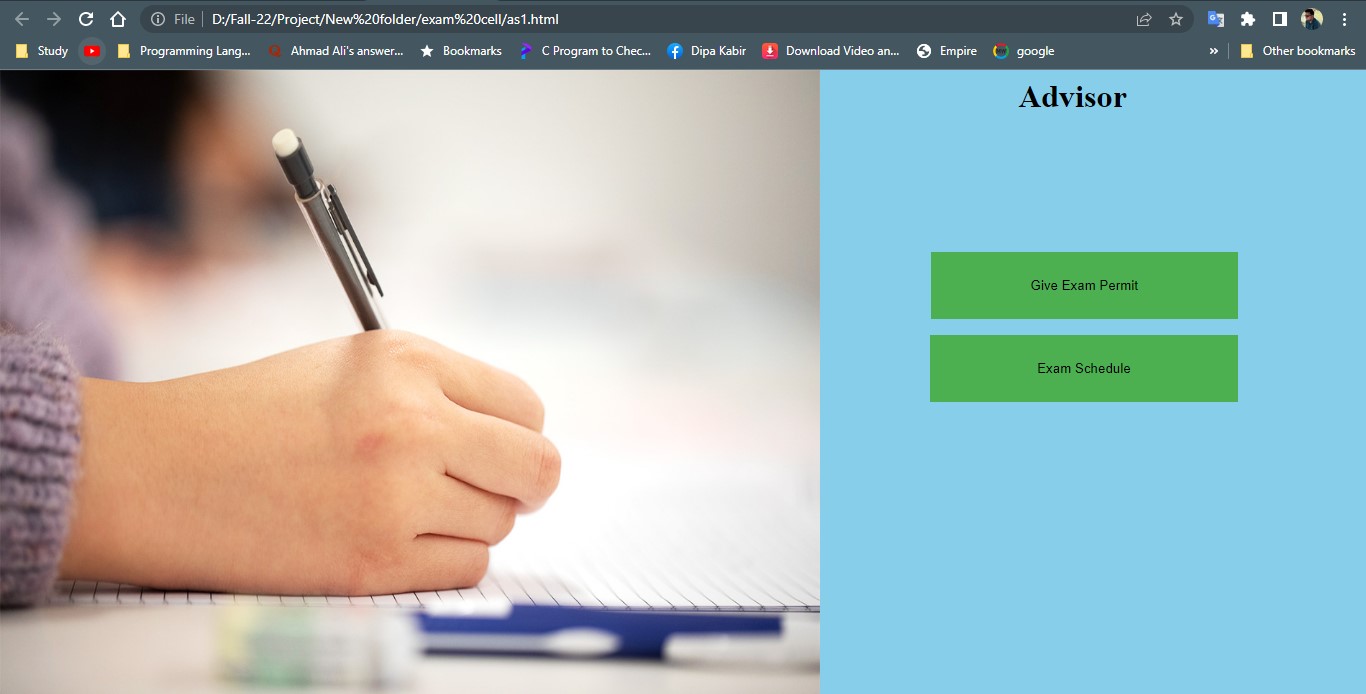 File D:/Fall-22/Project/New%20folder/exam%20cell/as1.html
Study Programming Lang... Ahmad Ali's answer... Bookmarks C Program to Chec... Dipa Kabir Download Video an... Empire google » Other bookmarks
Advisor
Give Exam Permit
Exam Schedule